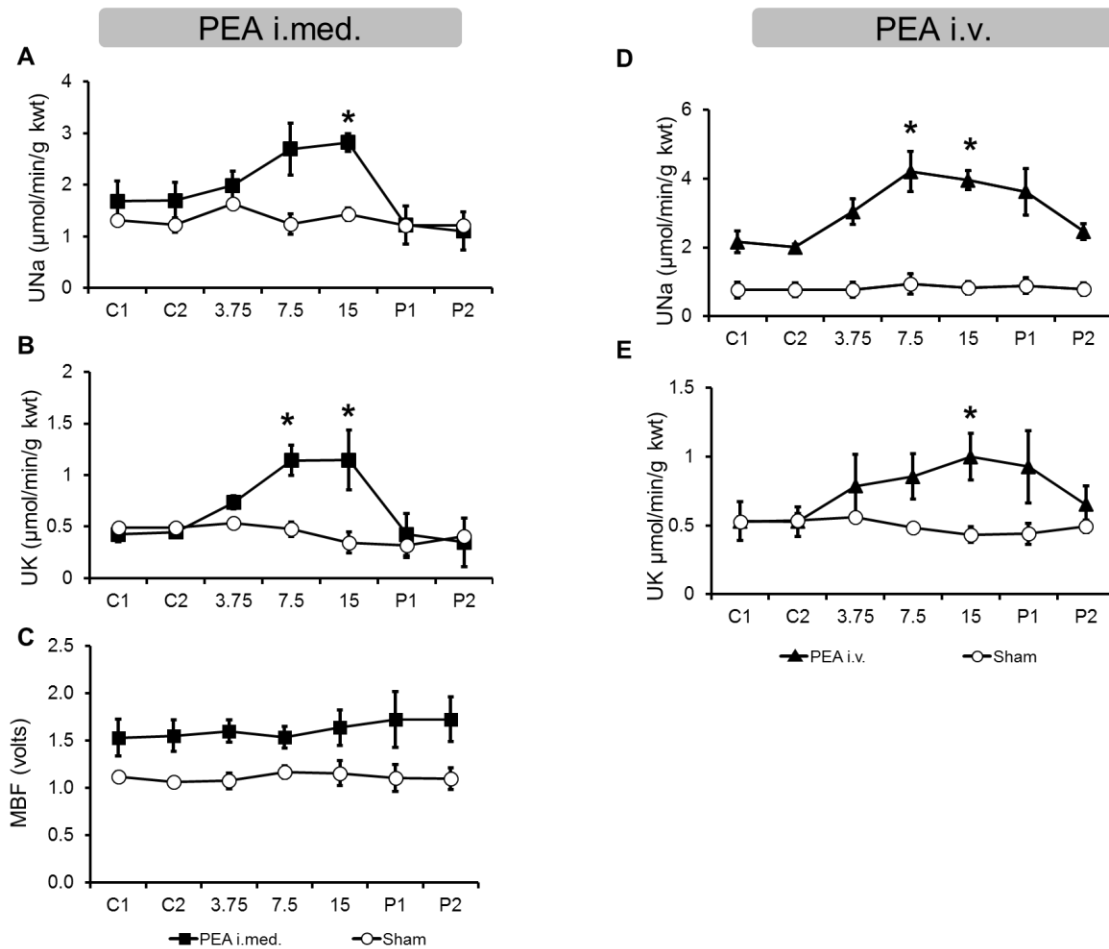 PEA i.med.
A
UNa (µmol/min/g kwt)
4
3
2
1
0
*
C1 C2 3.75 7.5 15 P1 P2
B
UK (µmol/min/g kwt)
2
1.5
1
0.5
0
* *
C1 C2 3.75 7.5 15 P1 P2
C
MBF (volts)
2.5
2.0
1.5
1.0
0.5
0.0
C1 C2 3.75 7.5 15 P1 P2
PEA i.med. Sham
PEA i.v.
D
UNa (µmol/min/g kwt)
6
4
2
0
* *
C1 C2 3.75 7.5 15 P1 P2
E
UK µmol/min/g kwt)
1.5
1
0.5
0
*
C1 C2 3.75 7.5 15 P1 P2
PEA i.v. Sham